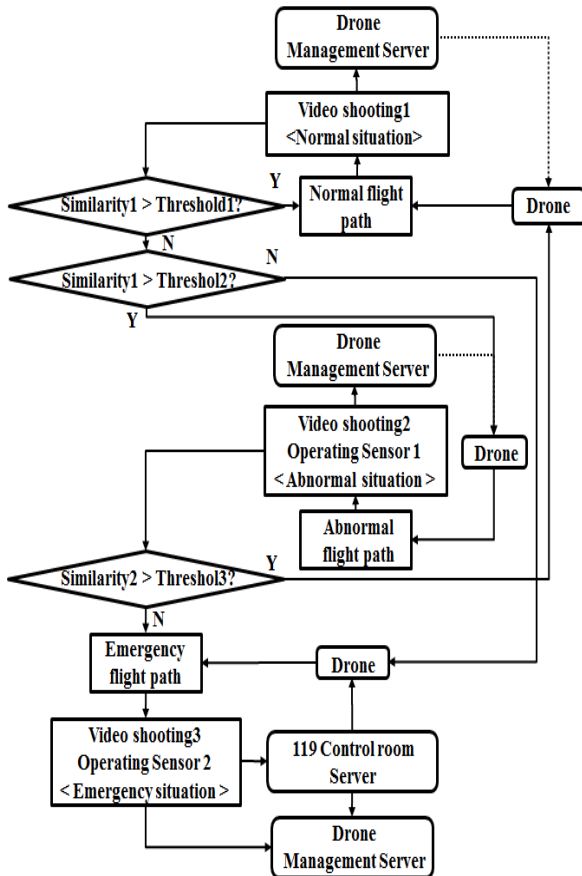 Drone
Management Server
Video shooting1
<Normal situation>
Similarity1 > Threshold1?
Y
Normal flight
path
Drone
N
Similarity1 > Threshol2?
N
Y
Drone
Management Server
Video shooting2
Operating Sensor 1
< Abnormal situation >
Drone
Abnormal
flight path
Similarity2 > Threshol3?
Y
N
Emergency
flight path
Drone
Video shooting3
Operating Sensor 2
< Emergency situation >
119 Control room
Server
Drone
Management Server